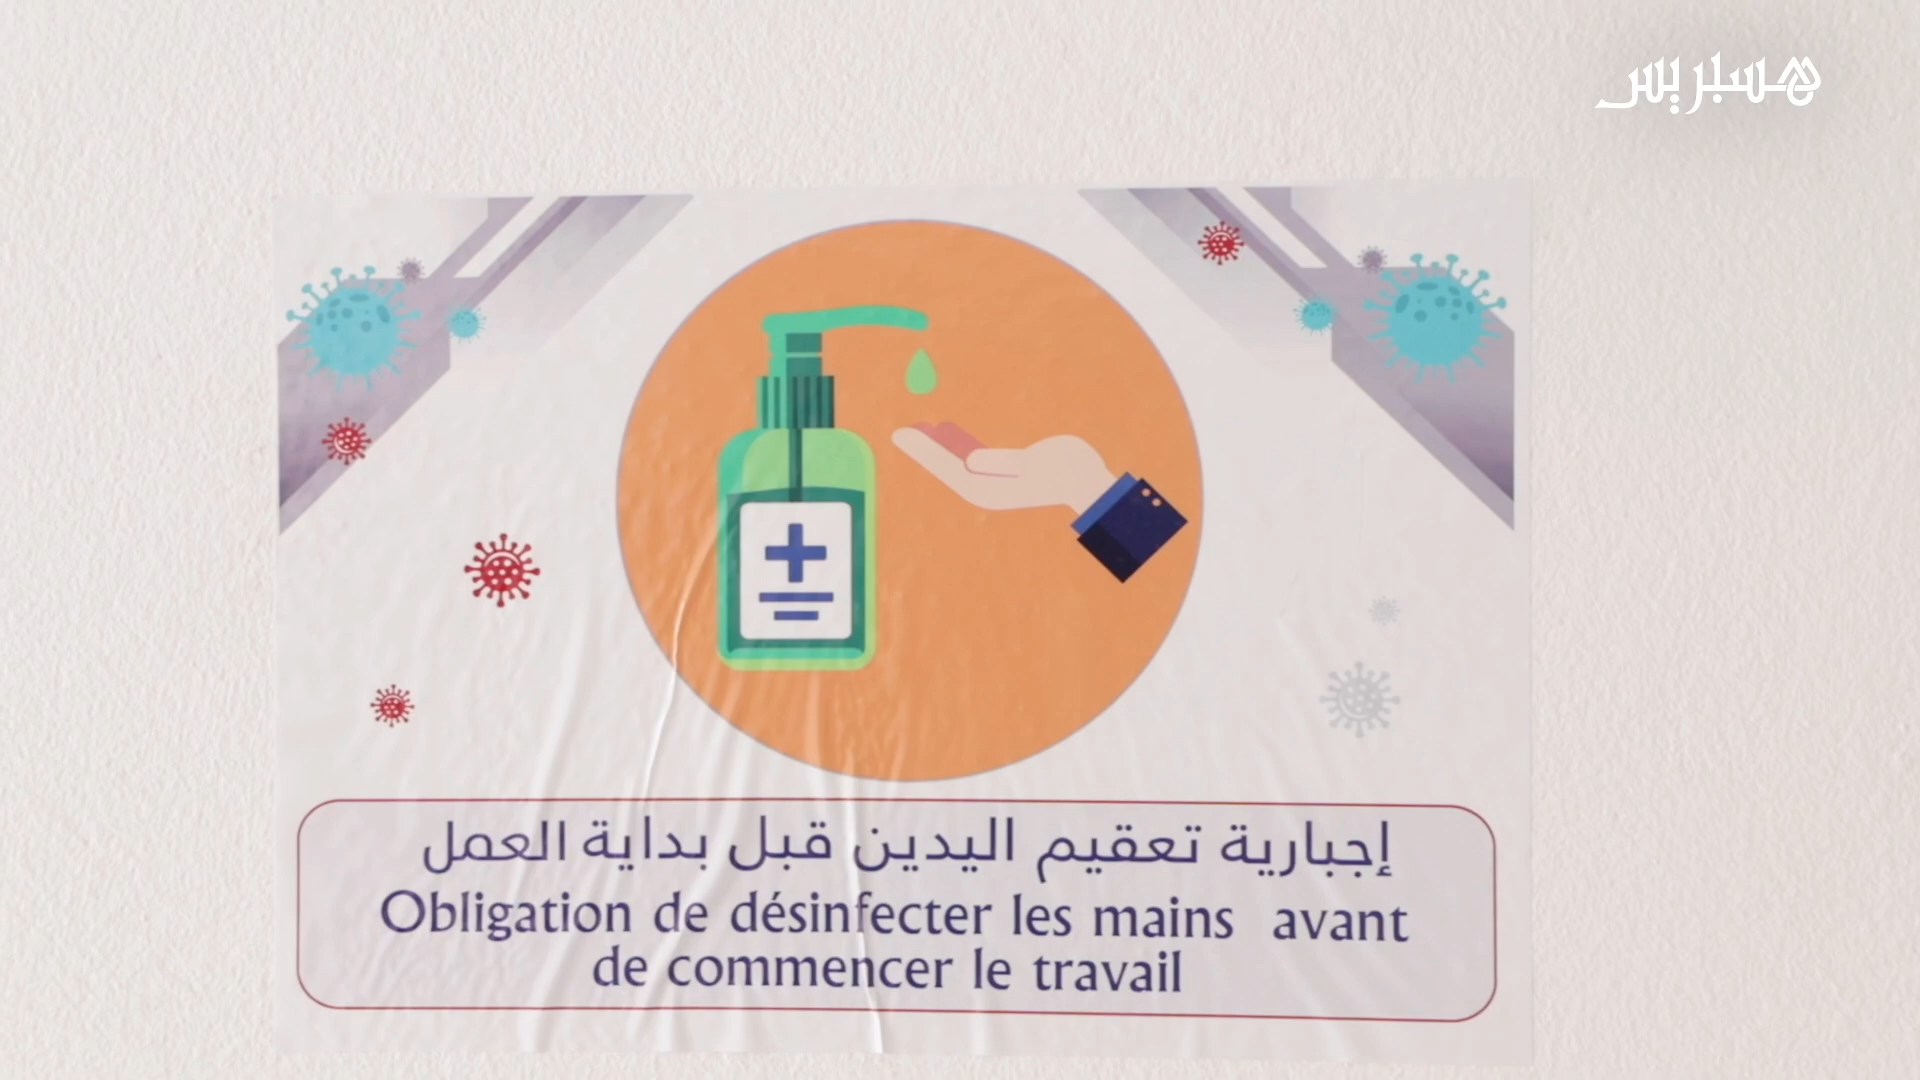 هسبريس
إجبارية تعقيم اليدين قبل بداية العمل
Obligation de désinfecter les mains avant
de commencer le travail